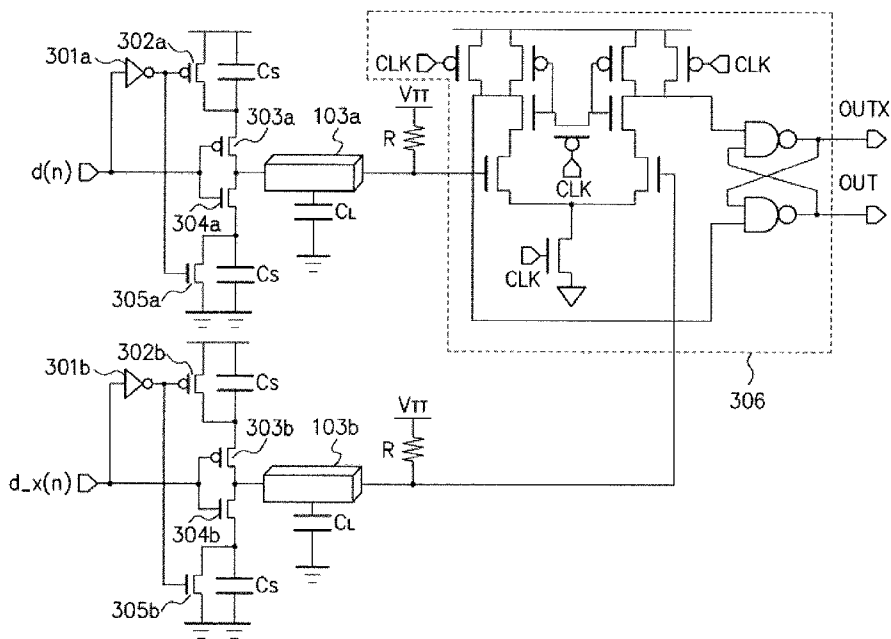 301a
302a
Cs
CLK
CLK
303a
103a
VTT
R
OUTX
d(n)
CLK
OUT
304a
CL
CLK
305a
Cs
301b
302b
Cs
306
303b
103b
VTT
R
d_x(n)
304b
CL
305b
Cs